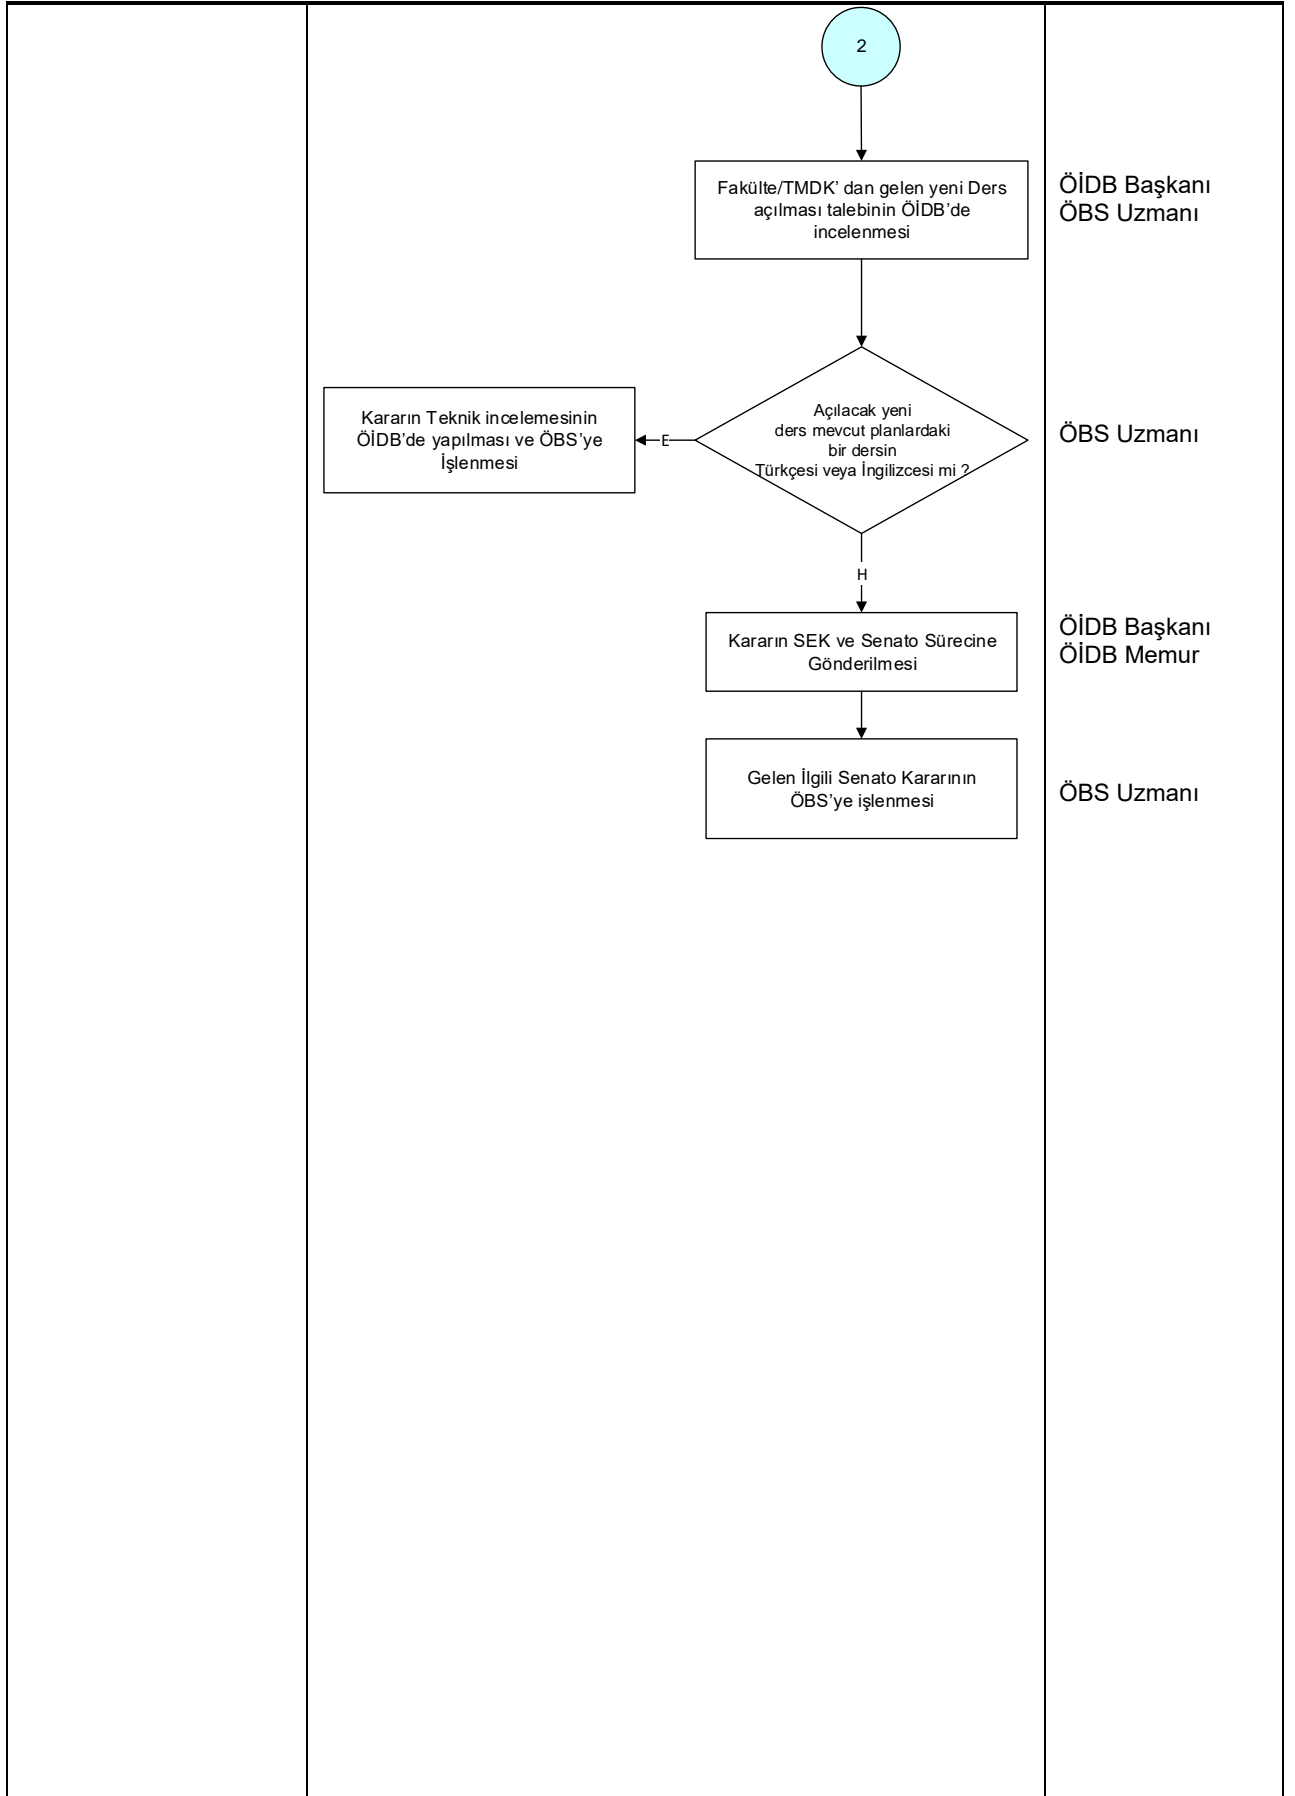 2
Fakülte/TMDK’ dan gelen yeni Ders
açılması talebinin ÖİDB’de
incelenmesi
ÖİDB Başkanı
ÖBS Uzmanı
Açılacak yeni
ders mevcut planlardaki
bir dersin
Türkçesi veya İngilizcesi mi ?
E
Kararın Teknik incelemesinin
ÖİDB’de yapılması ve ÖBS’ye
İşlenmesi
ÖBS Uzmanı
H
Kararın SEK ve Senato Sürecine
Gönderilmesi
ÖİDB Başkanı
ÖİDB Memur
Gelen İlgili Senato Kararının
ÖBS’ye işlenmesi
ÖBS Uzmanı